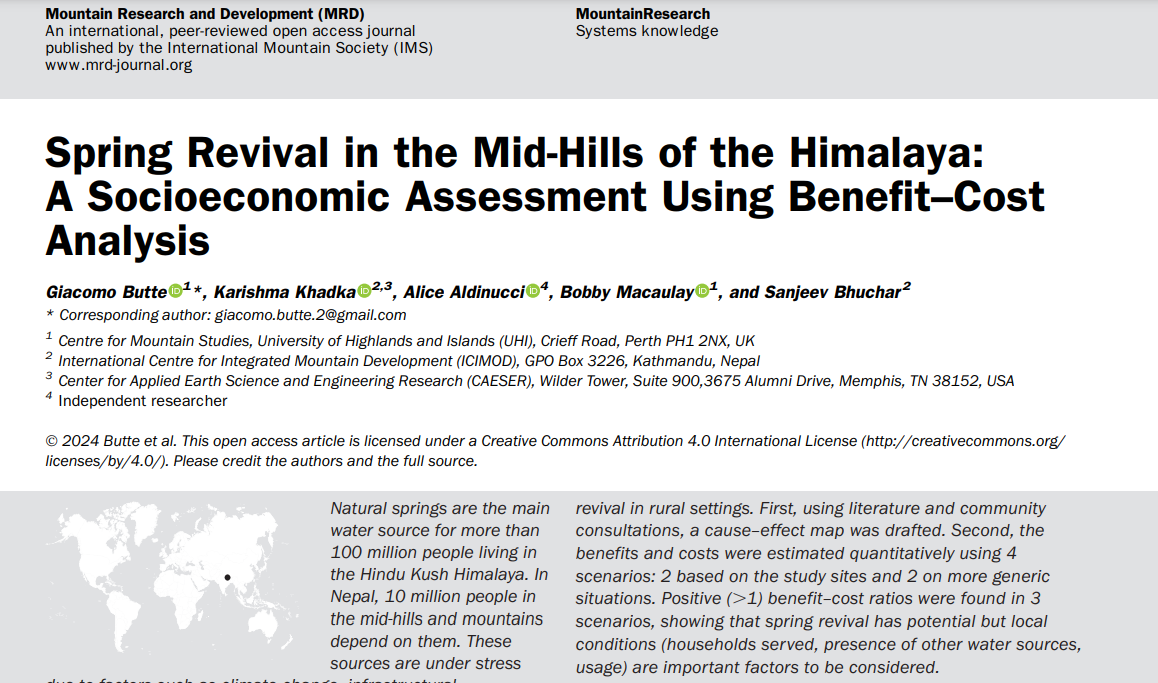 Mountain Research and Development (MRD)
An international, peer-reviewed open access journal
published by the International Mountain Society (IMS)
www.mrd-journal.org
MountainResearch
Systems knowledge
Spring Revival in the Mid-Hills of the Himalaya:
A Socioeconomic Assessment Using Benefit–Cost
Analysis
Giacomo Butte iD 1*, Karishma Khadka iD 2,3, Alice Aldinucci iD 4, Bobby Macaulay iD 1, and Sanjeev Bhuchar 2
* Corresponding author: giacomo.butte.2@gmail.com
1 Centre for Mountain Studies, University of Highlands and Islands (UHI), Crieff Road, Perth PH1 2NX, UK
2 International Centre for Integrated Mountain Development (ICIMOD), GPO Box 3226, Kathmandu, Nepal
3 Center for Applied Earth Science and Engineering Research (CAESER), Wilder Tower, Suite 900,3675 Alumni Drive, Memphis, TN 38152, USA
4 Independent researcher
© 2024 Butte et al. This open access article is licensed under a Creative Commons Attribution 4.0 International License (http://creativecommons.org/
licenses/by/4.0/). Please credit the authors and the full source.
Natural springs are the main
water source for more than
100 million people living in
the Hindu Kush Himalaya. In
Nepal, 10 million people in
the mid-hills and mountains
depend on them. These
sources are under stress
due to factors such as climate change, infrastructural
revival in rural settings. First, using literature and community
consultations, a cause–effect map was drafted. Second, the
benefits and costs were estimated quantitatively using 4
scenarios: 2 based on the study sites and 2 on more generic
situations. Positive (>1) benefit–cost ratios were found in 3
scenarios, showing that spring revival has potential but local
conditions (households served, presence of other water sources,
usage) are important factors to be considered.